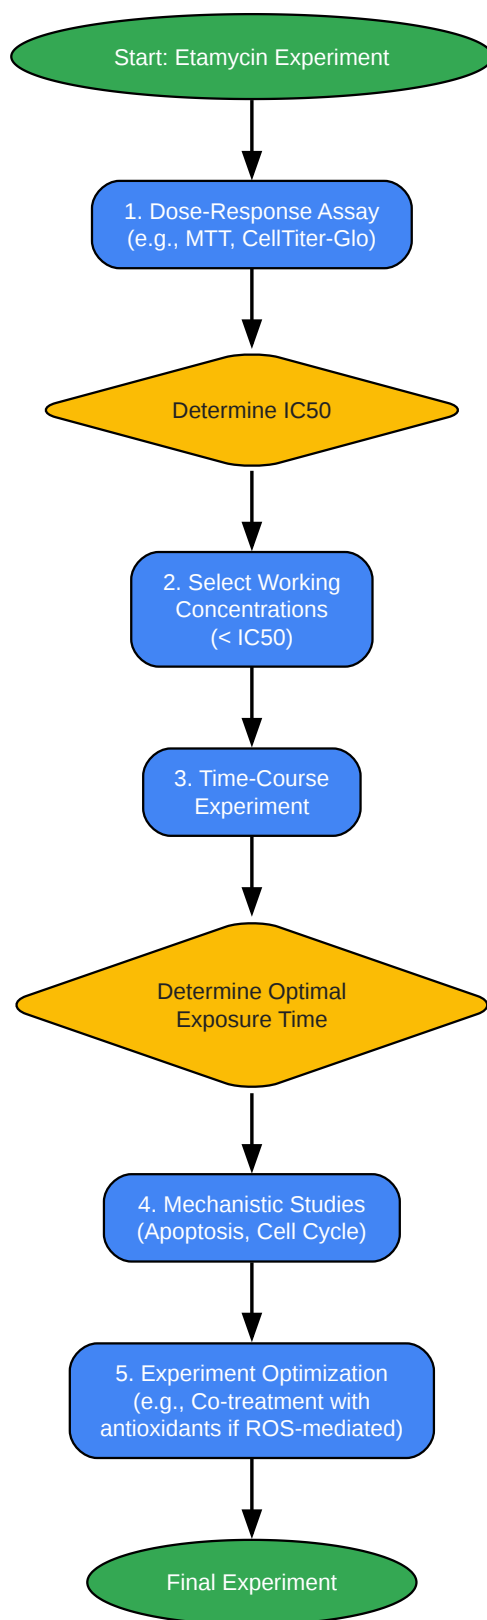 Start: Etamycin Experiment
1. Dose-Response Assay
(e.g., MTT, CellTiter-Glo)
Determine IC50
2. Select Working
Concentrations
(< IC50)
3. Time-Course
Experiment
Determine Optimal
Exposure Time
4. Mechanistic Studies
(Apoptosis, Cell Cycle)
5. Experiment Optimization
(e.g., Co-treatment with
antioxidants if ROS-mediated)
Final Experiment